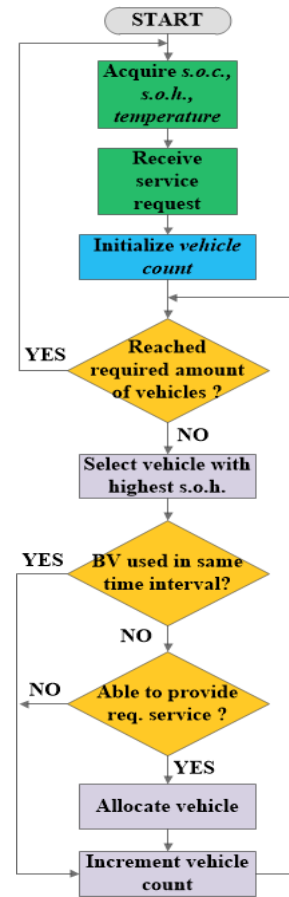 START
Acquire s.o.c.,
s.o.h.,
temperature
Receive
service
request
Initialize vehicle
count
YES
Reached
required amount
of vehicles ?
NO
Select vehicle with
highest s.o.h.
YES
BV used in same
time interval?
NO
NO
Able to provide
req. service ?
YES
Allocate vehicle
Increment vehicle
count